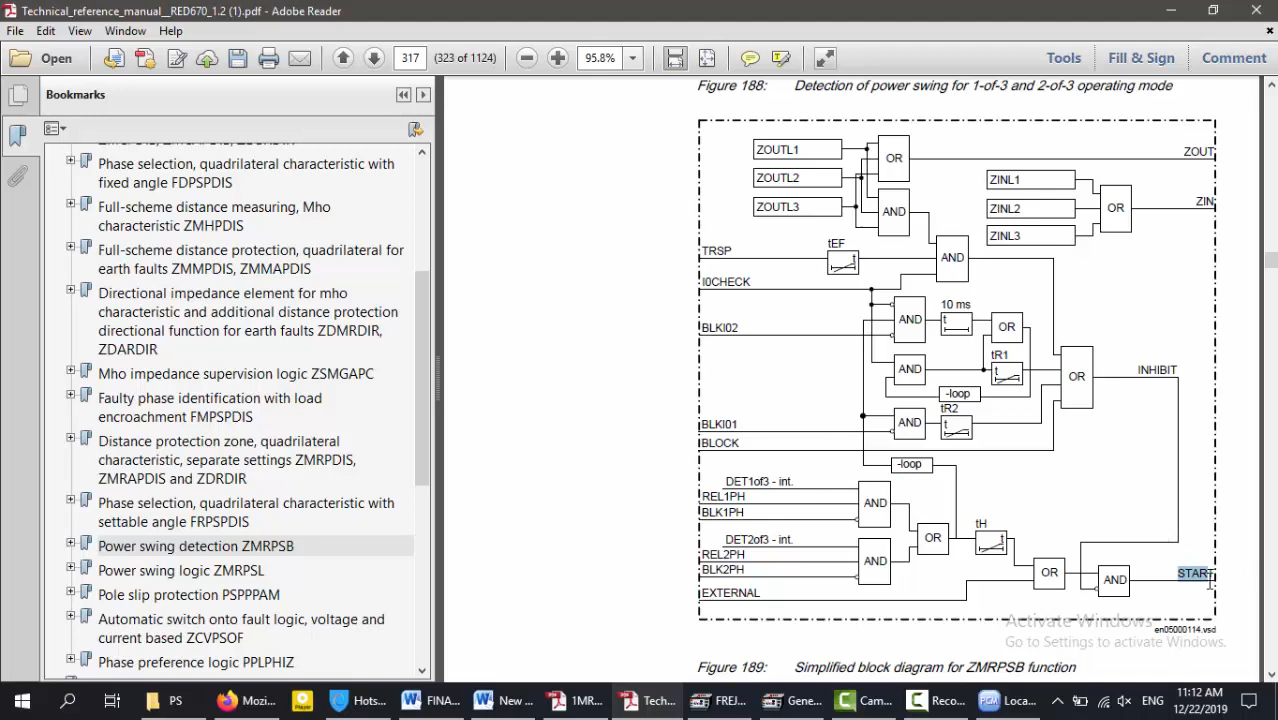 Technical_reference_manual__RED670_1.2 (1).pdf - Adobe Reader
File Edit View Window Help
Open 317 (323 of 1124) 95.8% Tools Fill & Sign Comment
Bookmarks
Phase selection, quadrilateral characteristic with
fixed angle FDPSPDIS
Full-scheme distance measuring, Mho
characteristic ZMHPDIS
Full-scheme distance protection, quadrilateral for
earth faults ZMMPDIS, ZMMAPDIS
Directional impedance element for mho
characteristic and additional distance protection
directional function for earth faults ZDMRDIR,
ZDARDIR
Mho impedance supervision logic ZSMGAPC
Faulty phase identification with load
encroachment FMPSPDIS
Distance protection zone, quadrilateral
characteristic, separate settings ZMRPDIS,
ZMRAPDIS and ZDRDIR
Phase selection, quadrilateral characteristic with
settable angle FRPSPDIS
Power swing detection ZMRPSB
Power swing logic ZMRPSL
Pole slip protection PSPPPAM
Automatic switch onto fault logic, voltage and
current based ZCVPSOF
Phase preference logic PPLPHIZ
Figure 188: Detection of power swing for 1-of-3 and 2-of-3 operating mode
ZOUTL1
OR
ZOUT
ZOUTL2
ZINL1
ZOUTL3
AND
ZINL2
OR
ZIN
ZINL3
TRSP
tEF
t
AND
I0CHECK
10 ms
AND
t
OR
BLKI02
tR1
AND
t
OR
INHIBIT
-loop
tR2
BLKI01
AND
t
BLOCK
-loop
DET1of3 - int.
REL1PH
AND
BLK1PH
tH
DET2of3 - int.
OR
t
REL2PH
AND
BLK2PH
OR
AND
START
EXTERNAL
en05000114.vsd
Activate Windows
Go to Settings to activate Windows.
Figure 189: Simplified block diagram for ZMRPSB function
PS Mozi... Hots... FINA... New ... 1MR... Tech... FREJ... Gene... Cam... Reco... Loca... ENG 11:12 AM
12/22/2019